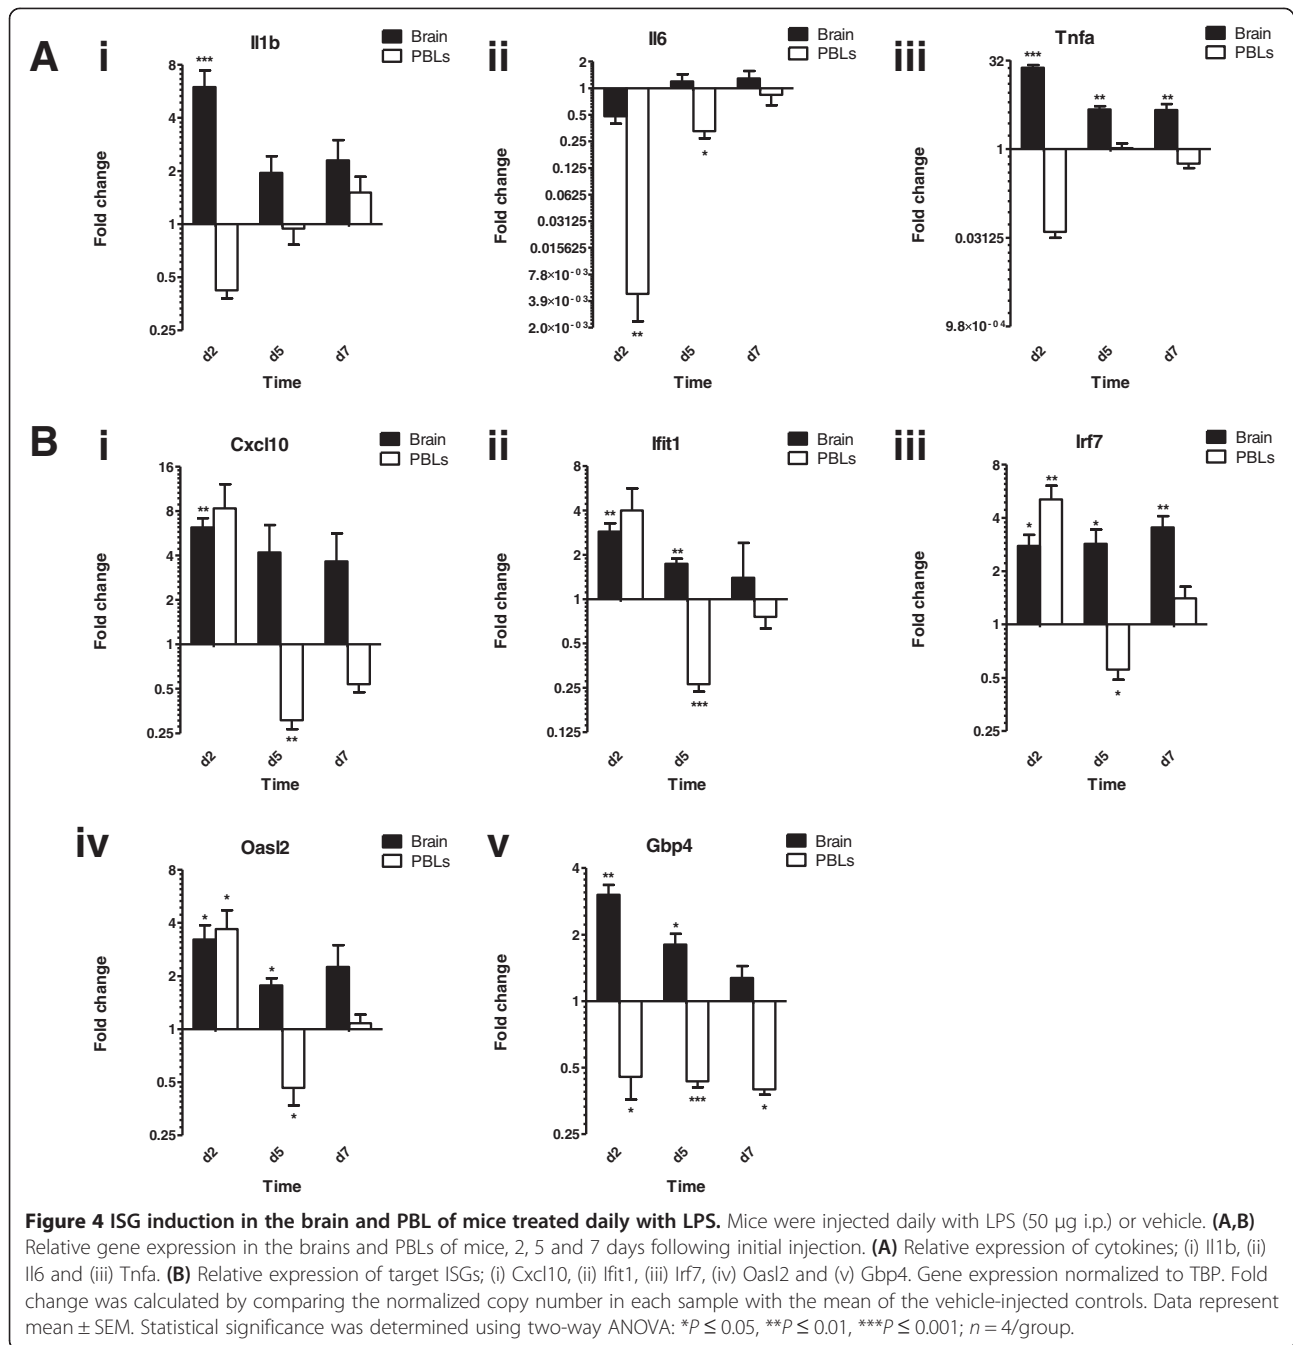 A i Il1b Brain PBLs
*** 8 4 2 1 0.5 0.25
Fold change
d2 d5 d7
Time
ii Il6 Brain PBLs
2 1 0.5 0.25 0.125 0.0625 0.03125 0.015625 7.8×10⁻⁰³ 3.9×10⁻⁰³ 2.0×10⁻⁰³
** *
Fold change
d2 d5 d7
Time
iii Tnfa Brain PBLs
*** ** **
32 1 0.03125 9.8×10⁻⁰⁴
Fold change
d2 d5 d7
Time
B i Cxcl10 Brain PBLs
16 8 4 2 1 0.5 0.25
** **
Fold change
d2 d5 d7
Time
ii Ifit1 Brain PBLs
8 4 2 1 0.5 0.25 0.125
** ** ***
Fold change
d2 d5 d7
Time
iii Irf7 Brain PBLs
8 4 2 1 0.5 0.25
* ** * * **
Fold change
d2 d5 d7
Time
iv Oasl2 Brain PBLs
8 4 2 1 0.5 0.25
* * * *
Fold change
d2 d5 d7
Time
v Gbp4 Brain PBLs
4 2 1 0.5 0.25
** * * *** *
Fold change
d2 d5 d7
Time
Figure 4 ISG induction in the brain and PBL of mice treated daily with LPS. Mice were injected daily with LPS (50 μg i.p.) or vehicle. (A,B)
Relative gene expression in the brains and PBLs of mice, 2, 5 and 7 days following initial injection. (A) Relative expression of cytokines; (i) Il1b, (ii)
Il6 and (iii) Tnfa. (B) Relative expression of target ISGs; (i) Cxcl10, (ii) Ifit1, (iii) Irf7, (iv) Oasl2 and (v) Gbp4. Gene expression normalized to TBP. Fold
change was calculated by comparing the normalized copy number in each sample with the mean of the vehicle-injected controls. Data represent
mean ± SEM. Statistical significance was determined using two-way ANOVA: *P ≤ 0.05, **P ≤ 0.01, ***P ≤ 0.001; n = 4/group.